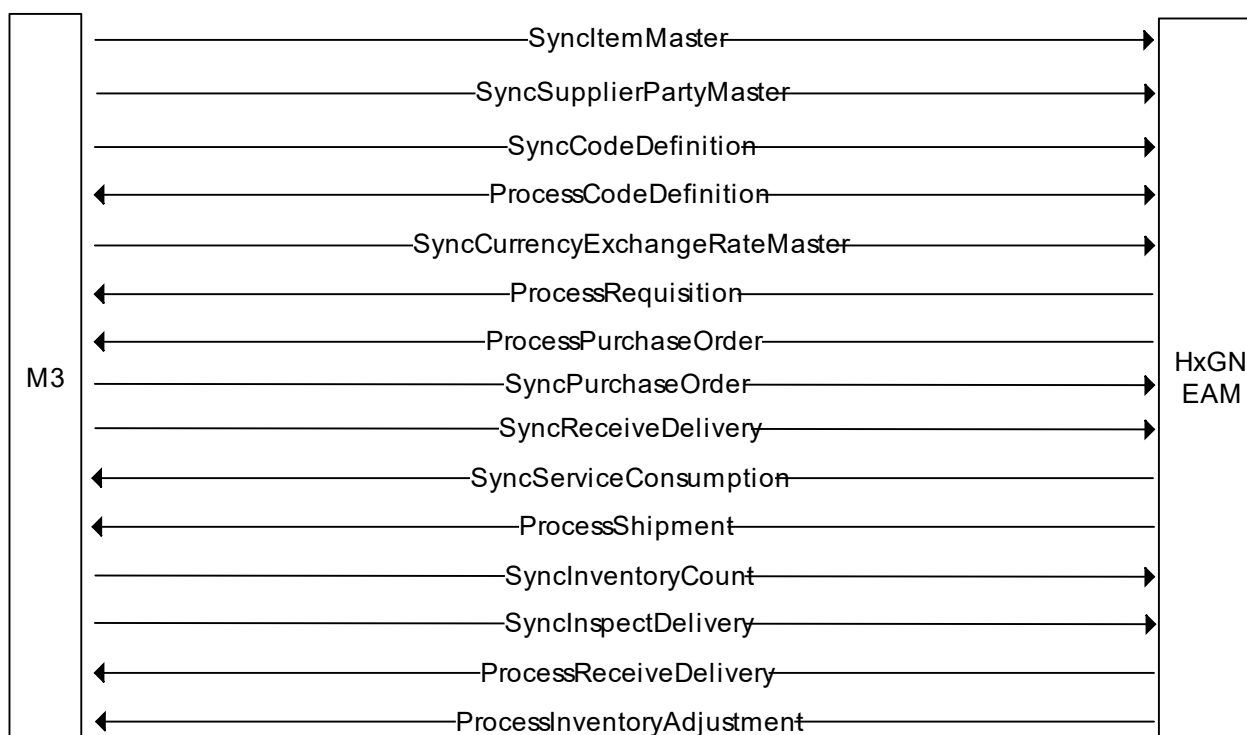 SyncItemMaster
SyncSupplierPartyMaster
SyncCodeDefinition
ProcessCodeDefinition
SyncCurrencyExchangeRateMaster
ProcessRequisition
ProcessPurchaseOrder
M3
SyncPurchaseOrder
HxGN
EAM
SyncReceiveDelivery
SyncServiceConsumption
ProcessShipment
SyncInventoryCount
SyncInspectDelivery
ProcessReceiveDelivery
ProcessInventoryAdjustment